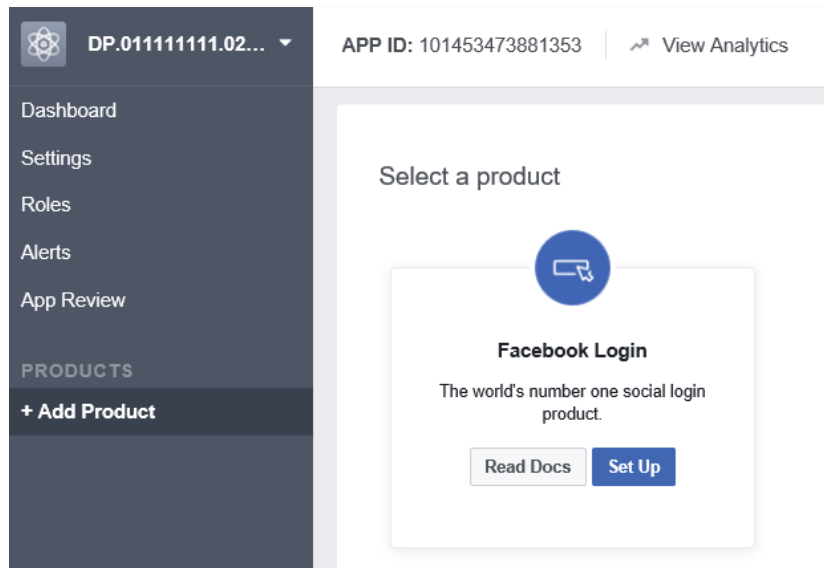 DP.011111111.02...
APP ID: 101453473881353
View Analytics
Dashboard
Settings
Roles
Alerts
App Review
PRODUCTS
+ Add Product
Select a product
Facebook Login
The world's number one social login
product.
Read Docs
Set Up